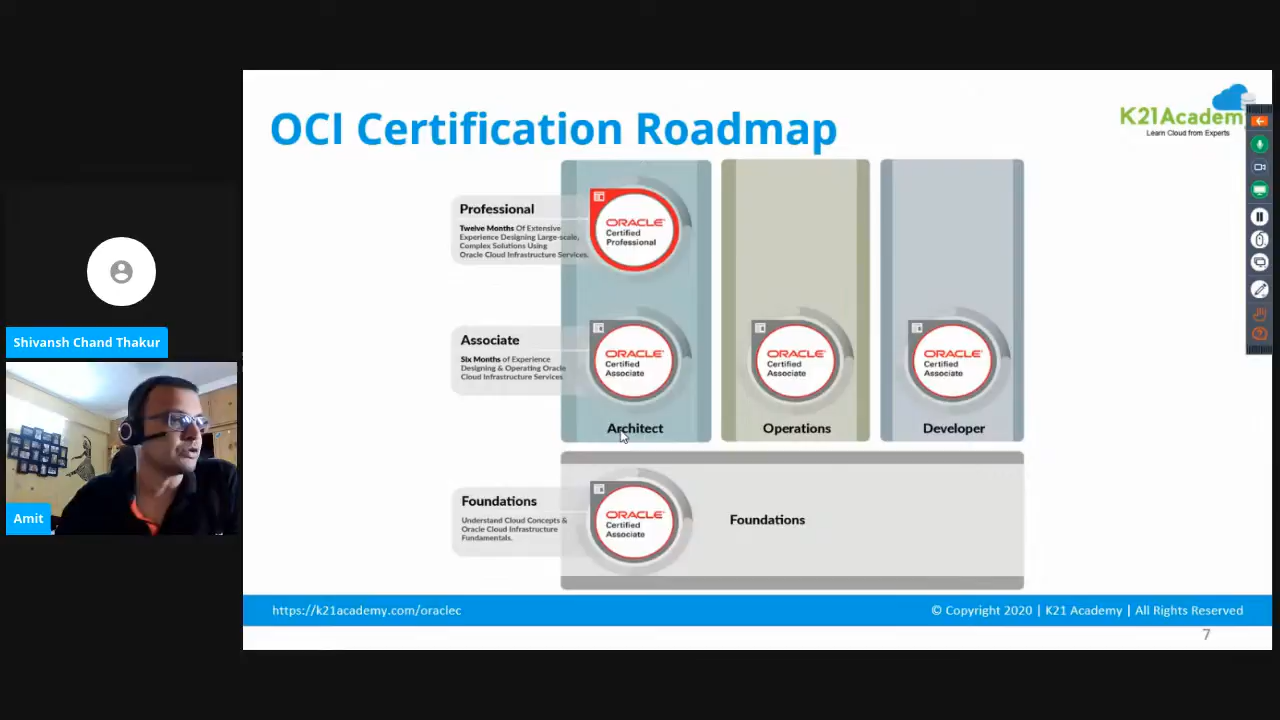 OCI Certification Roadmap
K21Academ
Learn Cloud from Experts
Professional
Twelve Months Of Extensive
Experience Designing Large-scale,
Complex Solutions Using
Oracle Cloud Infrastructure Services.
ORACLE
Certified
Professional
Associate
Six Months of Experience
Designing & Operating Oracle
Cloud Infrastructure Services
ORACLE
Certified
Associate
ORACLE
Certified
Associate
ORACLE
Certified
Associate
Architect
Operations
Developer
Foundations
Understand Cloud Concepts &
Oracle Cloud Infrastructure
Fundamentals.
ORACLE
Certified
Associate
Foundations
Shivansh Chand Thakur
Amit
https://k21academy.com/oraclec
© Copyright 2020 | K21 Academy | All Rights Reserved
7